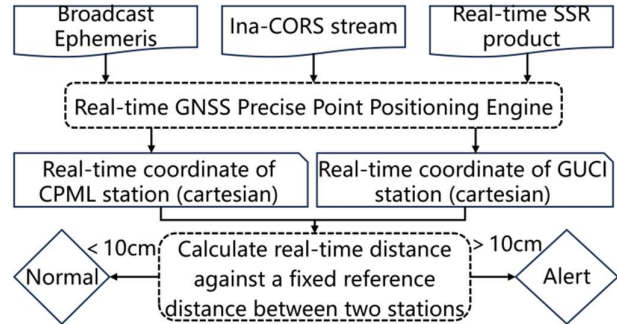 Broadcast
Ephemeris
Ina-CORS stream
Real-time SSR
product
Real-time GNSS Precise Point Positioning Engine
Real-time coordinate of
CPML station (cartesian)
Real-time coordinate of GUCI
station (cartesian)
< 10cm
Normal
Calculate real-time distance
against a fixed reference
distance between two stations
> 10cm
Alert